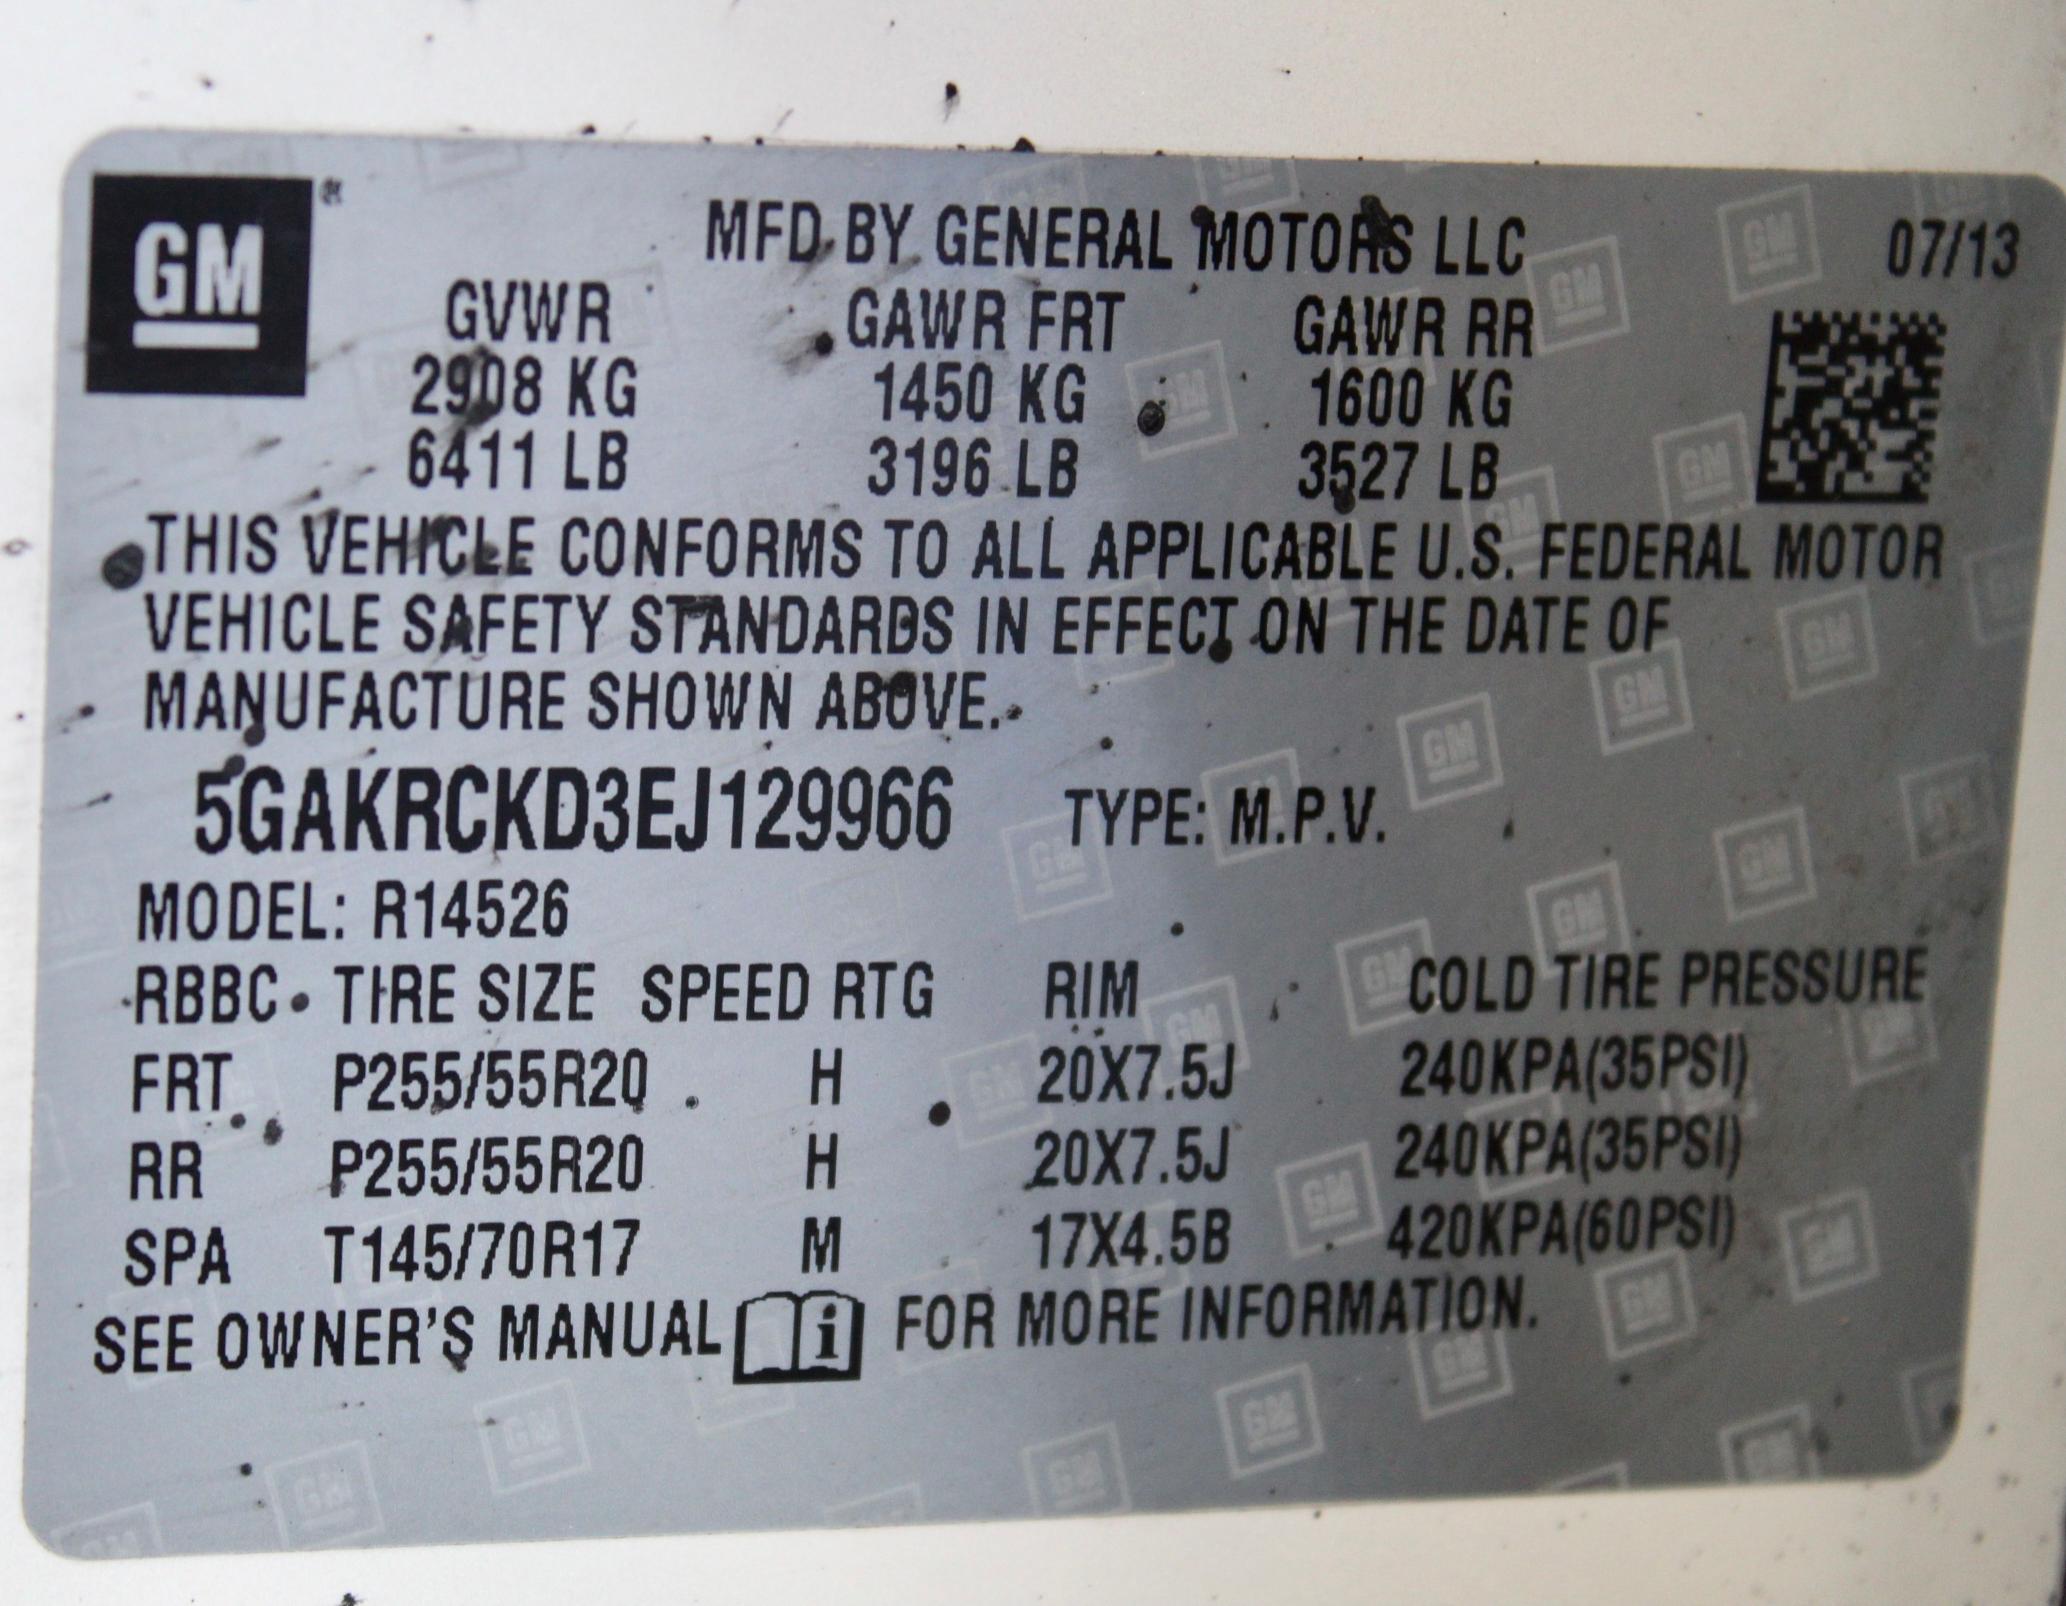 GM
MFD BY GENERAL MOTORS LLC 07/13
GVWR GAWR FRT GAWR RR
2908 KG 1450 KG 1600 KG
6411 LB 3196 LB 3527 LB
THIS VEHICLE CONFORMS TO ALL APPLICABLE U.S. FEDERAL MOTOR
VEHICLE SAFETY STANDARDS IN EFFECT ON THE DATE OF
MANUFACTURE SHOWN ABOVE.
5GAKRCKD3EJ129966 TYPE: M.P.V.
MODEL: R14526
RBBC TIRE SIZE SPEED RTG RIM COLD TIRE PRESSURE
FRT P255/55R20 H 20X7.5J 240KPA(35PSI)
RR P255/55R20 H 20X7.5J 240KPA(35PSI)
SPA T145/70R17 M 17X4.5B 420KPA(60PSI)
SEE OWNER'S MANUAL i FOR MORE INFORMATION.